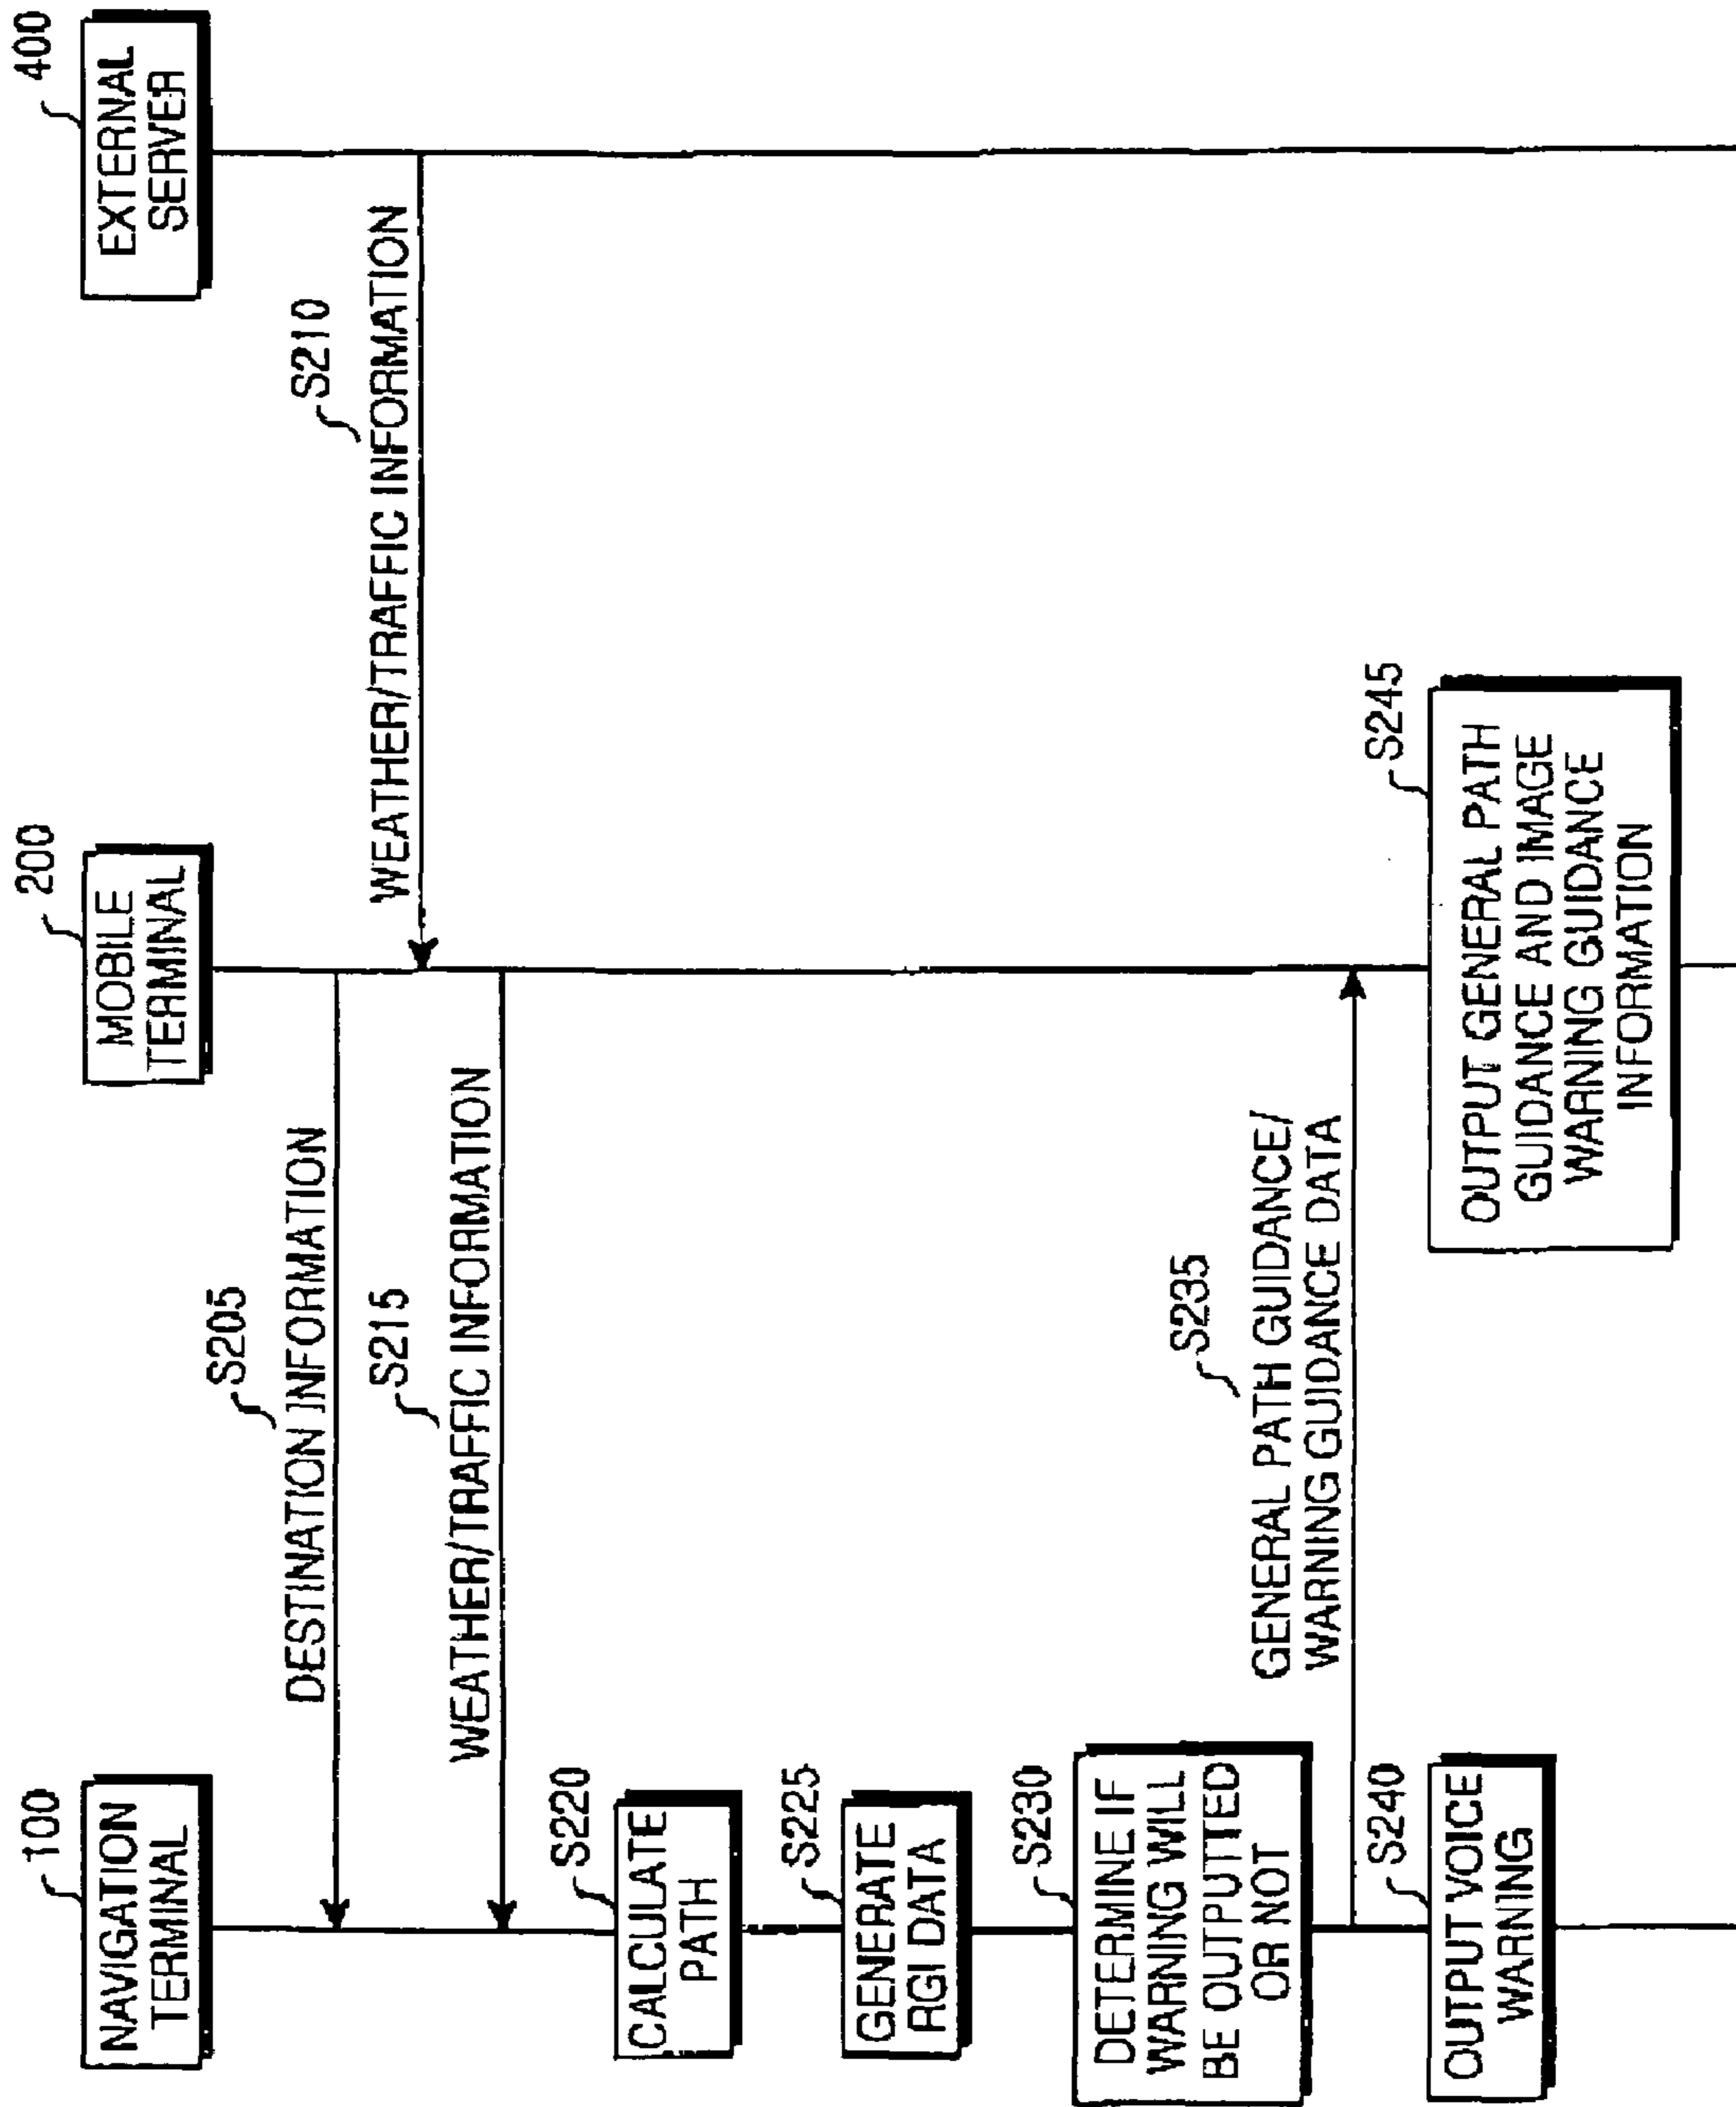 100
NAVIGATION
TERMINAL
200
MOBILE
TERMINAL
400
EXTERNAL
SERVER
S205
DESTINATION INFORMATION
S210
WEATHER/TRAFFIC INFORMATION
S215
WEATHER/TRAFFIC INFORMATION
S220
CALCULATE
PATH
S225
GENERATE
RGI DATA
S230
DETERMINE IF
WARNING WILL
BE OUTPUTTED
OR NOT
S235
GENERAL PATH GUIDANCE/
WARNING GUIDANCE DATA
S240
OUTPUT VOICE
WARNING
S245
OUTPUT GENERAL PATH
GUIDANCE AND IMAGE
WARNING GUIDANCE
INFORMATION